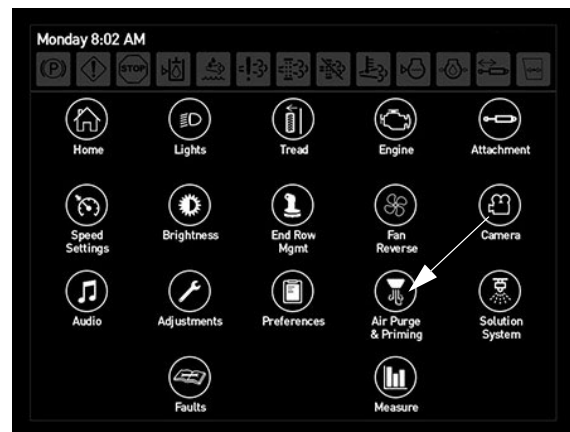 Monday 8:02 AM
(P) STOP
Home Lights Tread Engine Attachment
Speed Brightness End Row Fan Camera
Settings Mgmt Reverse
Audio Adjustments Preferences Air Purge Solution
& Priming System
Faults Measure